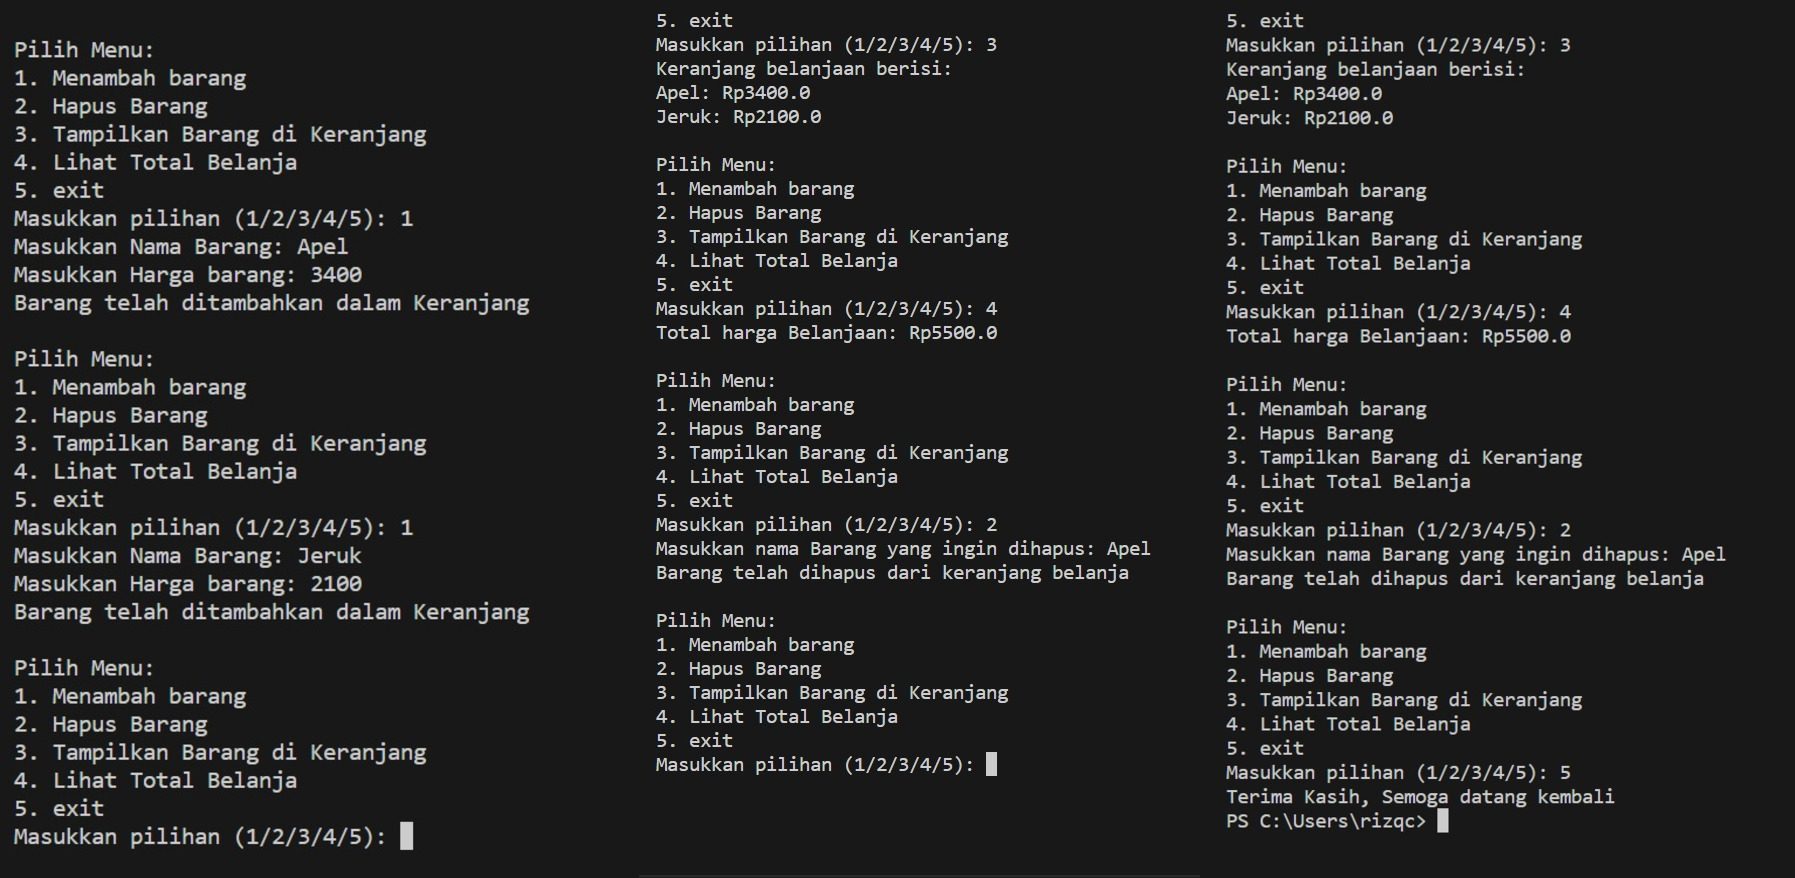 Pilih Menu:
1. Menambah barang
2. Hapus Barang
3. Tampilkan Barang di Keranjang
4. Lihat Total Belanja
5. exit
Masukkan pilihan (1/2/3/4/5): 1
Masukkan Nama Barang: Apel
Masukkan Harga barang: 3400
Barang telah ditambahkan dalam Keranjang
Pilih Menu:
1. Menambah barang
2. Hapus Barang
3. Tampilkan Barang di Keranjang
4. Lihat Total Belanja
5. exit
Masukkan pilihan (1/2/3/4/5): 1
Masukkan Nama Barang: Jeruk
Masukkan Harga barang: 2100
Barang telah ditambahkan dalam Keranjang
Pilih Menu:
1. Menambah barang
2. Hapus Barang
3. Tampilkan Barang di Keranjang
4. Lihat Total Belanja
5. exit
Masukkan pilihan (1/2/3/4/5):
5. exit
Masukkan pilihan (1/2/3/4/5): 3
Keranjang belanjaan berisi:
Apel: Rp3400.0
Jeruk: Rp2100.0
Pilih Menu:
1. Menambah barang
2. Hapus Barang
3. Tampilkan Barang di Keranjang
4. Lihat Total Belanja
5. exit
Masukkan pilihan (1/2/3/4/5): 4
Total harga Belanjaan: Rp5500.0
Pilih Menu:
1. Menambah barang
2. Hapus Barang
3. Tampilkan Barang di Keranjang
4. Lihat Total Belanja
5. exit
Masukkan pilihan (1/2/3/4/5): 2
Masukkan nama Barang yang ingin dihapus: Apel
Barang telah dihapus dari keranjang belanja
Pilih Menu:
1. Menambah barang
2. Hapus Barang
3. Tampilkan Barang di Keranjang
4. Lihat Total Belanja
5. exit
Masukkan pilihan (1/2/3/4/5):
5. exit
Masukkan pilihan (1/2/3/4/5): 3
Keranjang belanjaan berisi:
Apel: Rp3400.0
Jeruk: Rp2100.0
Pilih Menu:
1. Menambah barang
2. Hapus Barang
3. Tampilkan Barang di Keranjang
4. Lihat Total Belanja
5. exit
Masukkan pilihan (1/2/3/4/5): 4
Total harga Belanjaan: Rp5500.0
Pilih Menu:
1. Menambah barang
2. Hapus Barang
3. Tampilkan Barang di Keranjang
4. Lihat Total Belanja
5. exit
Masukkan pilihan (1/2/3/4/5): 2
Masukkan nama Barang yang ingin dihapus: Apel
Barang telah dihapus dari keranjang belanja
Pilih Menu:
1. Menambah barang
2. Hapus Barang
3. Tampilkan Barang di Keranjang
4. Lihat Total Belanja
5. exit
Masukkan pilihan (1/2/3/4/5): 5
Terima Kasih, Semoga datang kembali
PS C:\Users\rizqc>